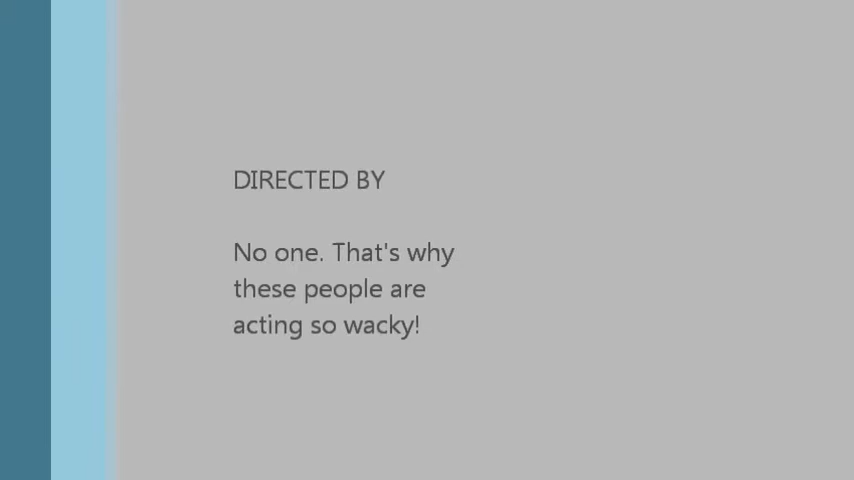 DIRECTED BY
No one. That's why
these people are
acting so wacky!